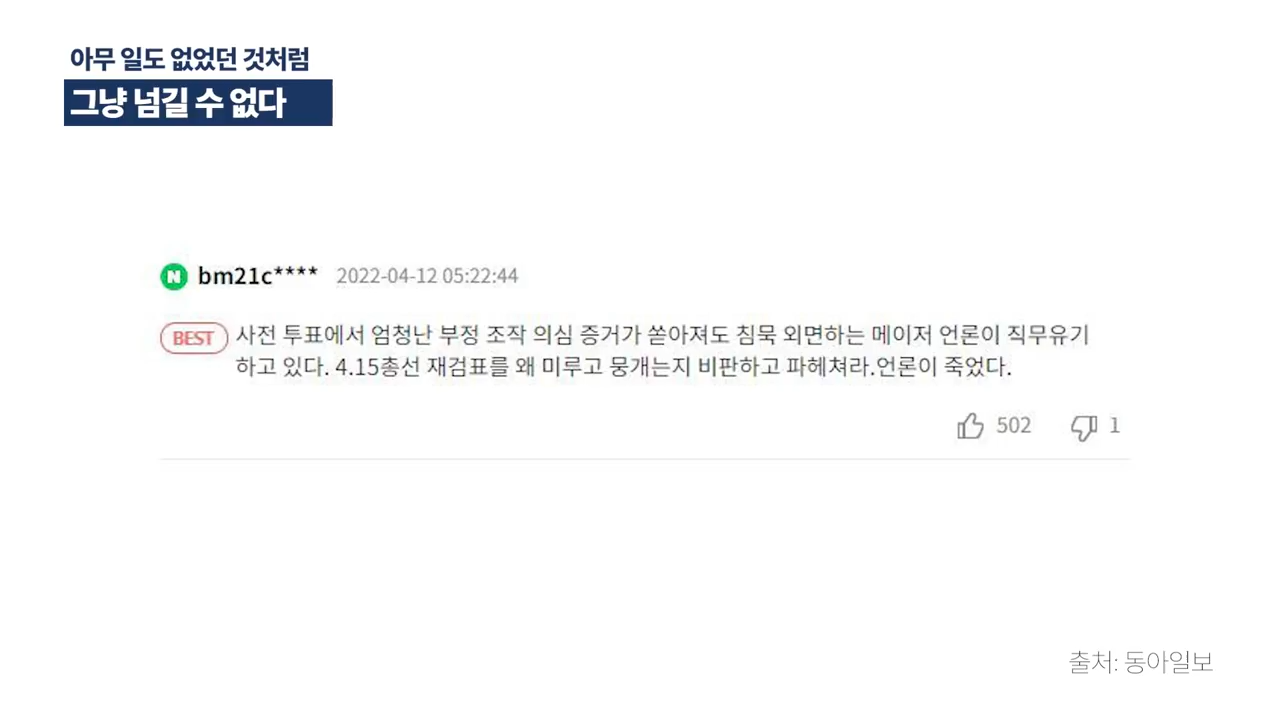 아무 일도 없었던 것처럼
그냥 넘길 수 없다
N bm21c**** 2022-04-12 05:22:44
BEST 사전 투표에서 엄청난 부정 조작 의심 증거가 쏟아져도 침묵 외면하는 메이저 언론이 직무유기
하고 있다. 4.15총선 재검표를 왜 미루고 뭉개는지 비판하고 파헤쳐라.언론이 죽었다.
502 1
출처: 동아일보